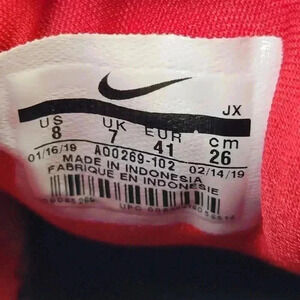 JX
US UK EUR cm
8 7 41 26
01/16/19 AO0269-102 02/14/19
MADE IN INDONESIA
FABRIQUE EN INDONESIE
UPC